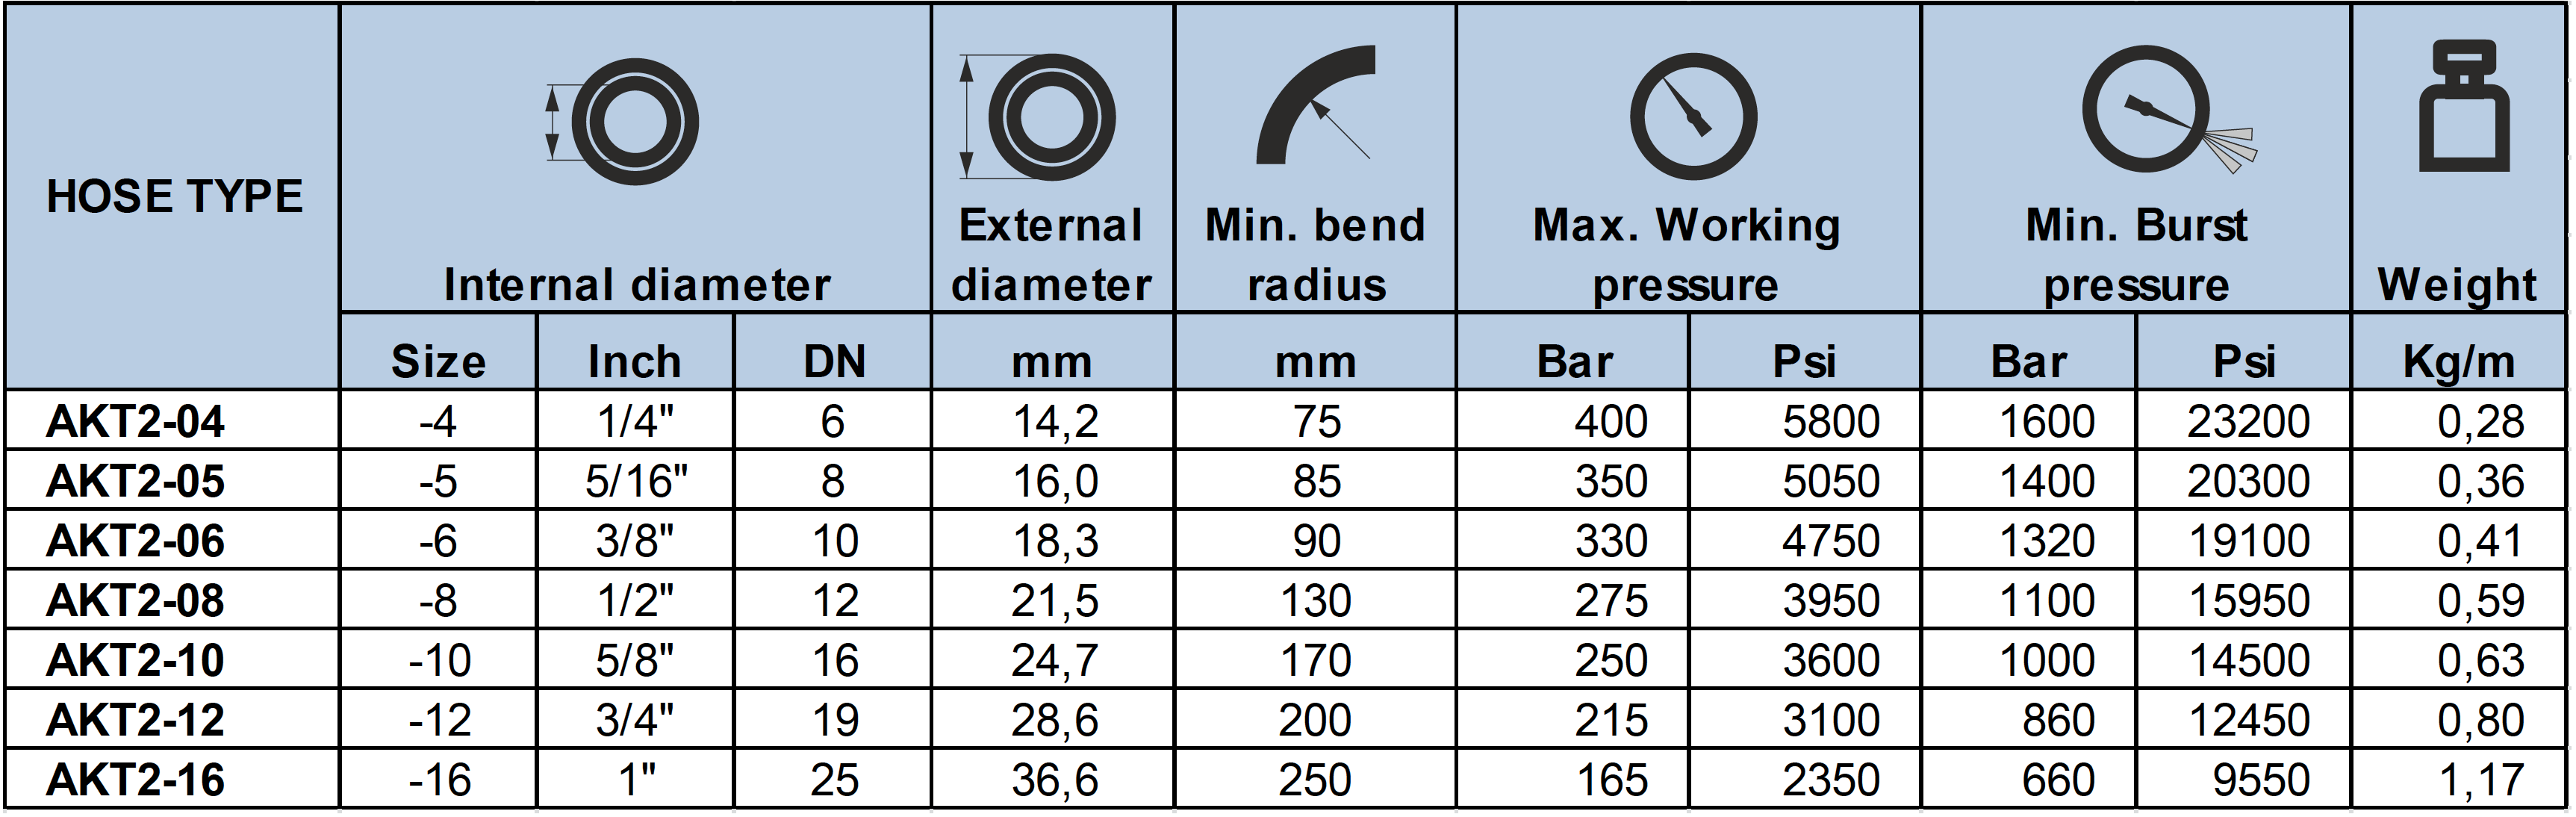 HOSE TYPE
Internal diameter
External
diameter
Min. bend
radius
Max. Working
pressure
Min. Burst
pressure
Weight
Size Inch DN mm mm Bar Psi Bar Psi Kg/m
AKT2-04 -4 1/4" 6 14,2 75 400 5800 1600 23200 0,28
AKT2-05 -5 5/16" 8 16,0 85 350 5050 1400 20300 0,36
AKT2-06 -6 3/8" 10 18,3 90 330 4750 1320 19100 0,41
AKT2-08 -8 1/2" 12 21,5 130 275 3950 1100 15950 0,59
AKT2-10 -10 5/8" 16 24,7 170 250 3600 1000 14500 0,63
AKT2-12 -12 3/4" 19 28,6 200 215 3100 860 12450 0,80
AKT2-16 -16 1" 25 36,6 250 165 2350 660 9550 1,17